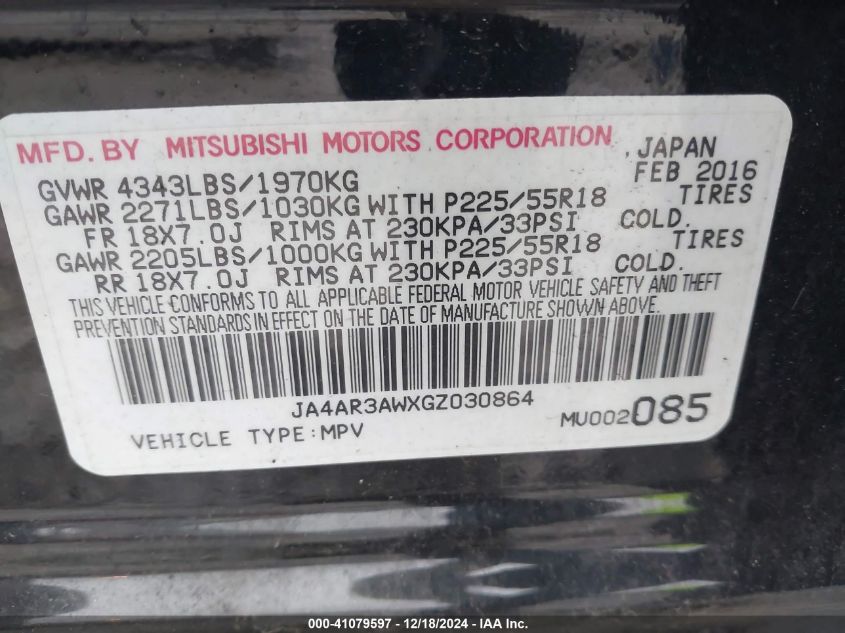 MFD. BY MITSUBISHI MOTORS CORPORATION , JAPAN
GVWR 4343LBS/1970KG FEB 2016
GAWR 2271LBS/1030KG WITH P225/55R18 TIRES
FR 18X7.0J RIMS AT 230KPA/33PSI COLD.
GAWR 2205LBS/1000KG WITH P225/55R18 TIRES
RR 18X7.0J RIMS AT 230KPA/33PSI COLD.
THIS VEHICLE CONFORMS TO ALL APPLICABLE FEDERAL MOTOR VEHICLE SAFETY AND THEFT
PREVENTION STANDARDS IN EFFECT ON THE DATE OF MANUFACTURE SHOWN ABOVE.
JA4AR3AWXGZ030864
VEHICLE TYPE:MPV MU002085
000-41079597 - 12/18/2024 - IAA Inc.